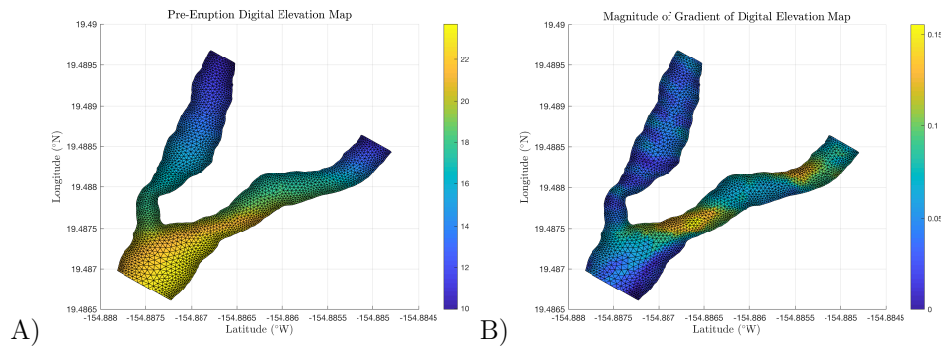 Pre-Eruption Digital Elevation Map
19.49
19.4895
19.489
19.4885
19.488
19.4875
19.487
19.4865
Longitude (°N)
-154.888 -154.8875 -154.887 -154.8865 -154.886 -154.8855 -154.885 -154.8845
Latitude (°W)
22
20
18
16
14
12
10
A)
Magnitude of Gradient of Digital Elevation Map
19.49
19.4895
19.489
19.4885
19.488
19.4875
19.487
19.4865
Longitude (°N)
-154.888 -154.8875 -154.887 -154.8865 -154.886 -154.8855 -154.885 -154.8845
Latitude (°W)
0.15
0.1
0.05
0
B)